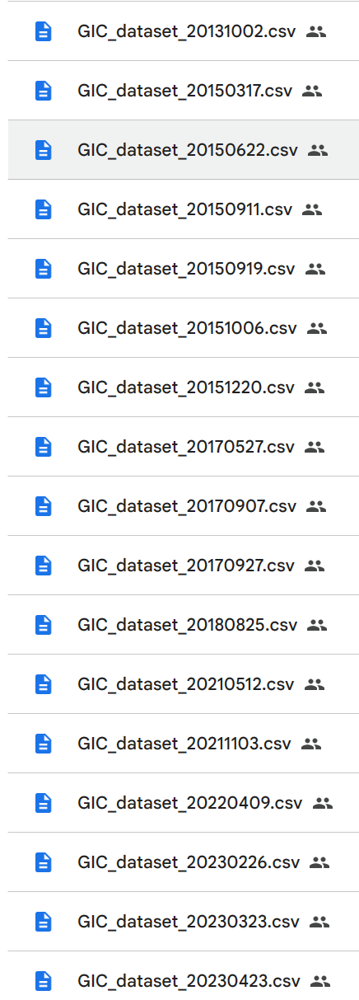 GIC_dataset_20131002.csv
GIC_dataset_20150317.csv
GIC_dataset_20150622.csv
GIC_dataset_20150911.csv
GIC_dataset_20150919.csv
GIC_dataset_20151006.csv
GIC_dataset_20151220.csv
GIC_dataset_20170527.csv
GIC_dataset_20170907.csv
GIC_dataset_20170927.csv
GIC_dataset_20180825.csv
GIC_dataset_20210512.csv
GIC_dataset_20211103.csv
GIC_dataset_20220409.csv
GIC_dataset_20230226.csv
GIC_dataset_20230323.csv
GIC_dataset_20230423.csv